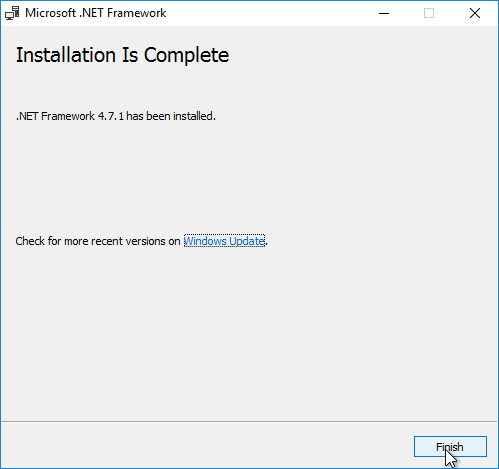 Microsoft .NET Framework
Installation Is Complete
.NET Framework 4.7.1 has been installed.
Check for more recent versions on Windows Update.
Finish